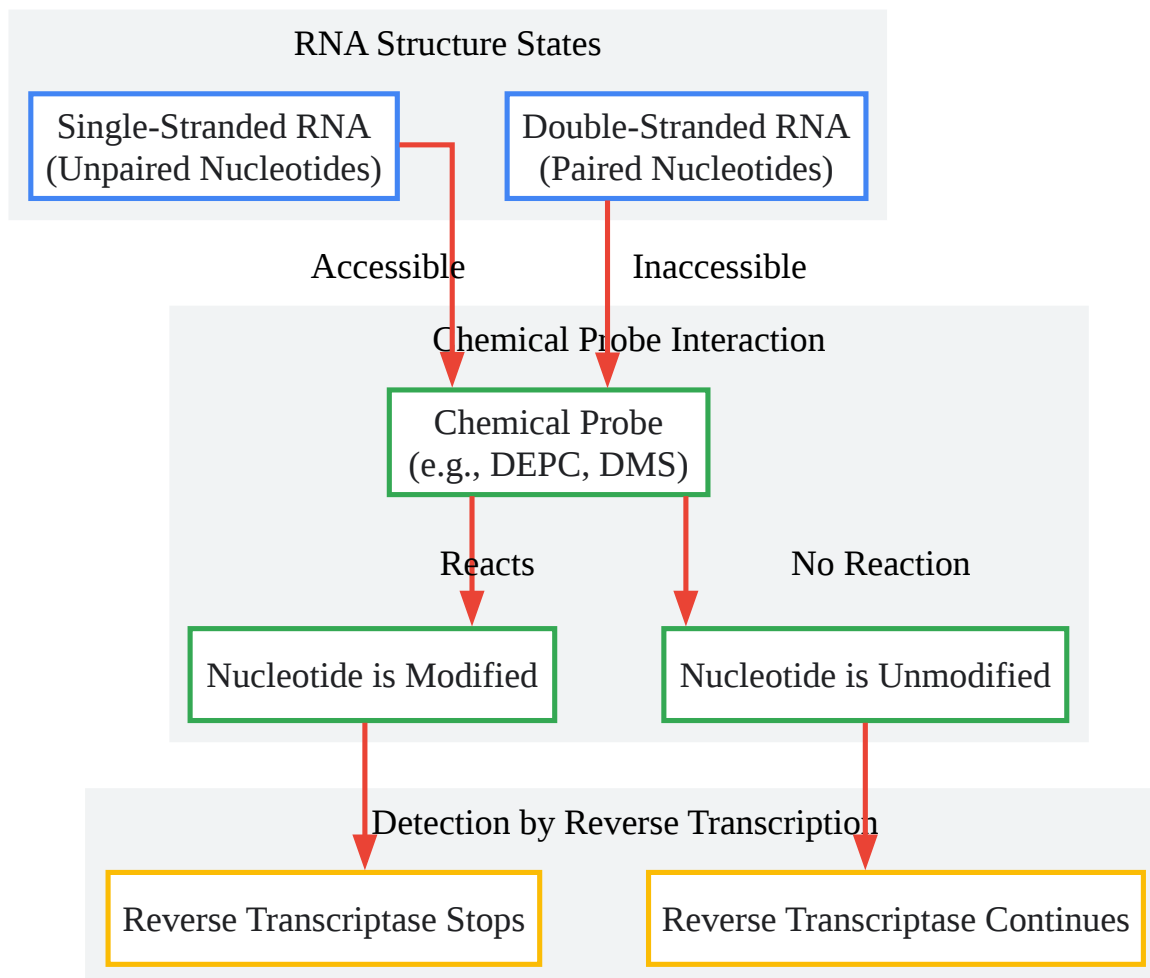 RNA Structure States
Single-Stranded RNA
(Unpaired Nucleotides)
Double-Stranded RNA
(Paired Nucleotides)
Accessible
Inaccessible
Chemical Probe Interaction
Chemical Probe
(e.g., DEPC, DMS)
Reacts
No Reaction
Nucleotide is Modified
Nucleotide is Unmodified
Detection by Reverse Transcription
Reverse Transcriptase Stops
Reverse Transcriptase Continues